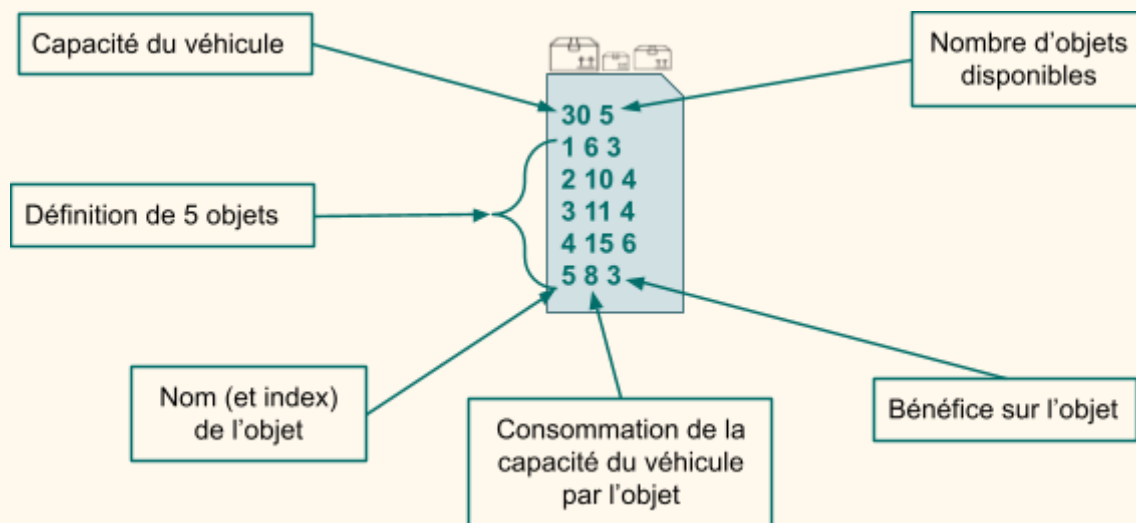 Capacité du véhicule
Nombre d’objets
disponibles
30 5
1 6 3
2 10 4
3 11 4
4 15 6
5 8 3
Définition de 5 objets
Nom (et index)
de l’objet
Consommation de la
capacité du véhicule
par l’objet
Bénéfice sur l’objet